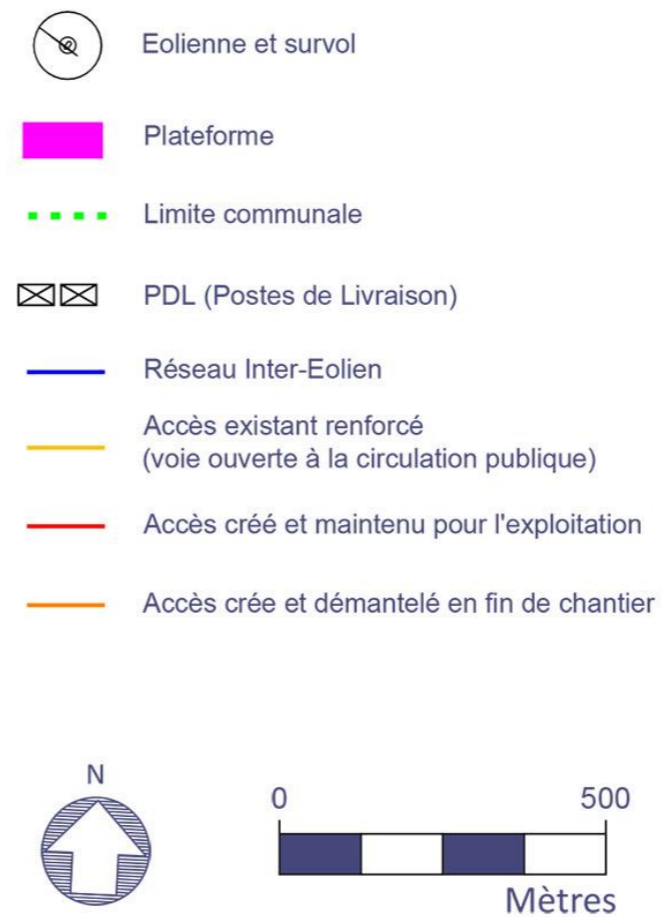 Eolienne et survol
Plateforme
Limite communale
PDL (Postes de Livraison)
Réseau Inter-Eolien
Accès existant renforcé
(voie ouverte à la circulation publique)
Accès créé et maintenu pour l'exploitation
Accès crée et démantelé en fin de chantier
N
0 500
Mètres